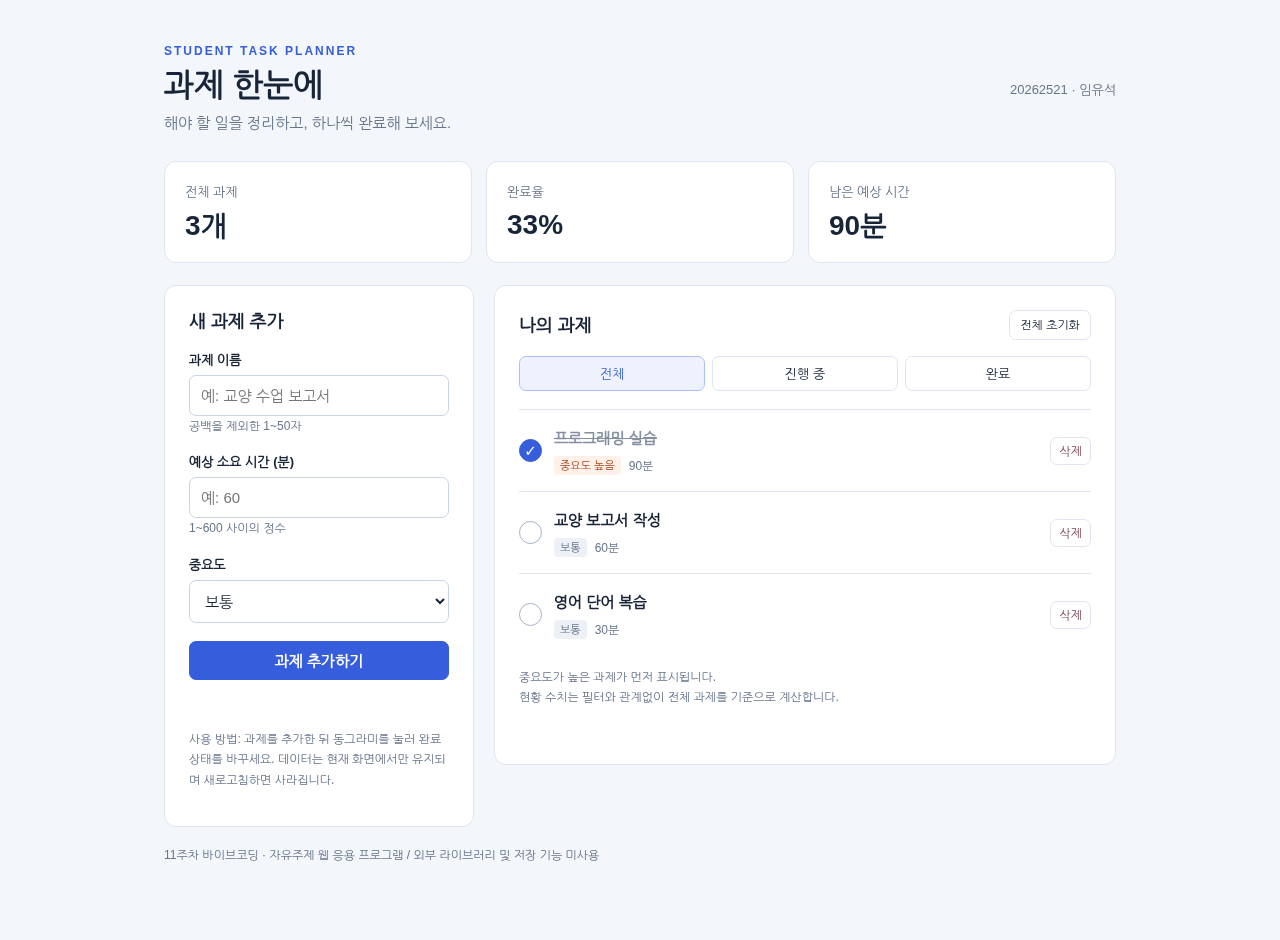 STUDENT TASK PLANNER
과제 한눈에
20262521 · 임유석
해야 할 일을 정리하고, 하나씩 완료해 보세요.
전체 과제
3개
완료율
33%
남은 예상 시간
90분
새 과제 추가
과제 이름
예: 교양 수업 보고서
공백을 제외한 1~50자
예상 소요 시간 (분)
예: 60
1~600 사이의 정수
중요도
보통
과제 추가하기
사용 방법: 과제를 추가한 뒤 동그라미를 눌러 완료
상태를 바꾸세요. 데이터는 현재 화면에서만 유지되
며 새로고침하면 사라집니다.
나의 과제
전체 초기화
전체
진행 중
완료
프로그래밍 실습
중요도 높음 90분
삭제
교양 보고서 작성
보통 60분
삭제
영어 단어 복습
보통 30분
삭제
중요도가 높은 과제가 먼저 표시됩니다.
현황 수치는 필터와 관계없이 전체 과제를 기준으로 계산합니다.
11주차 바이브코딩 · 자유주제 웹 응용 프로그램 / 외부 라이브러리 및 저장 기능 미사용